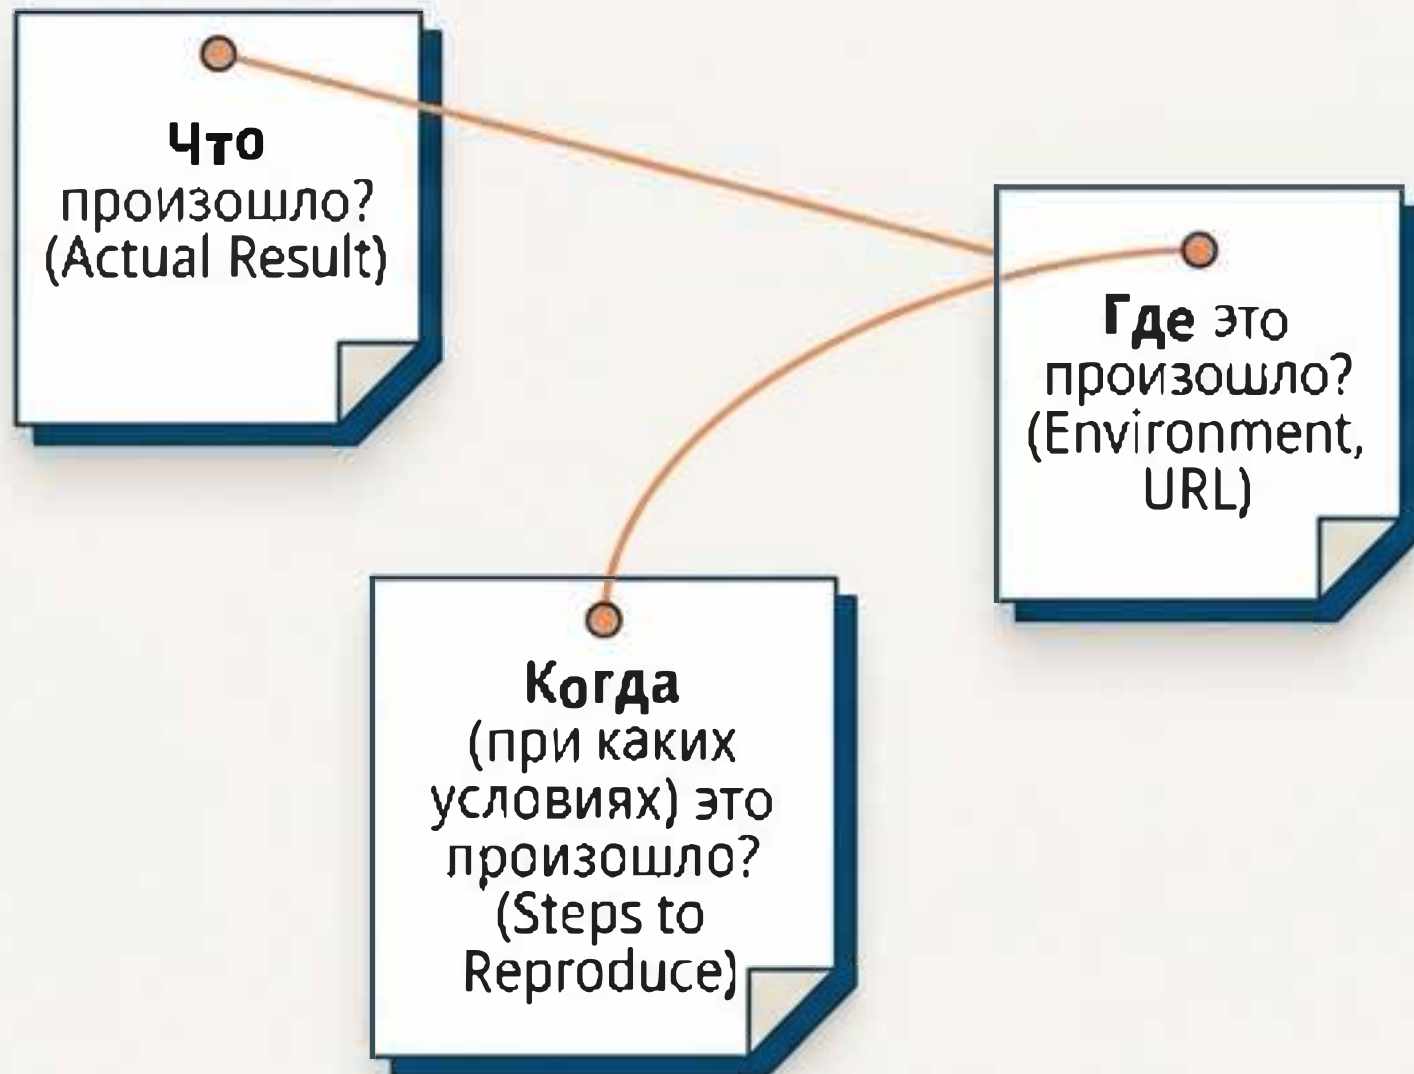 Что
произошло?
(Actual Result)
Где это
произошло?
(Environment,
URL)
Когда
(при каких
условиях) это
произошло?
(Steps to
Reproduce)